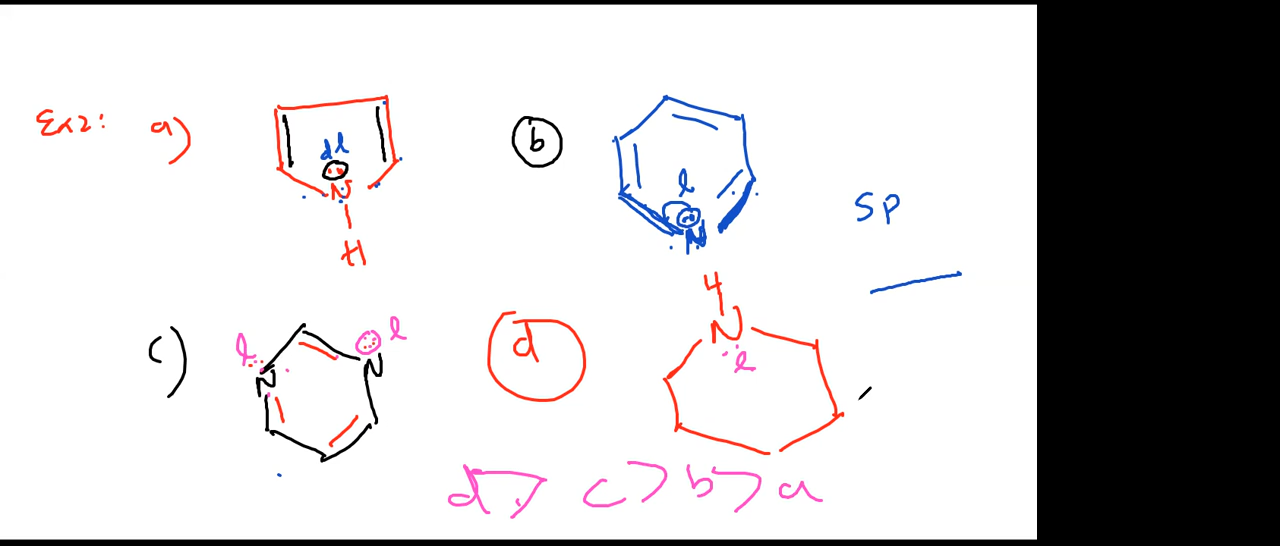 Ex2: a) dl N H
b l N
SP
c) l N N l
d H N l
d > c > b > a